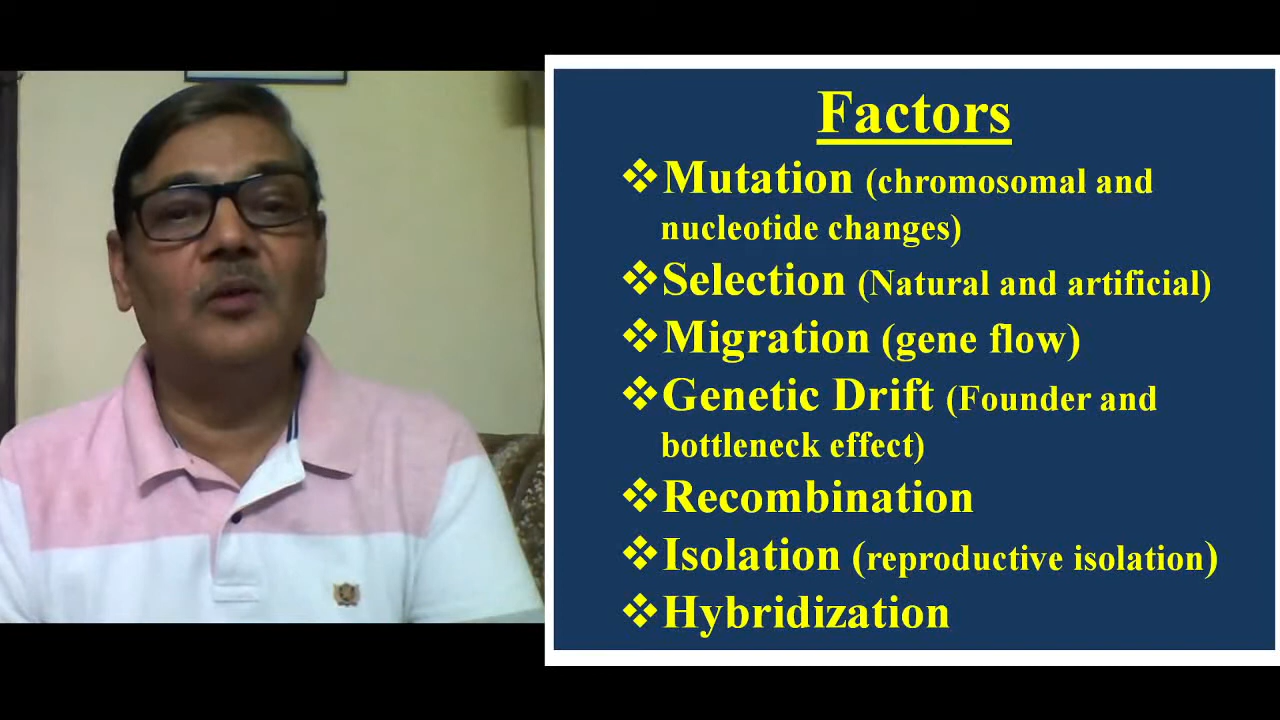 Factors
❖Mutation (chromosomal and
nucleotide changes)
❖Selection (Natural and artificial)
❖Migration (gene flow)
❖Genetic Drift (Founder and
bottleneck effect)
❖Recombination
❖Isolation (reproductive isolation)
❖Hybridization